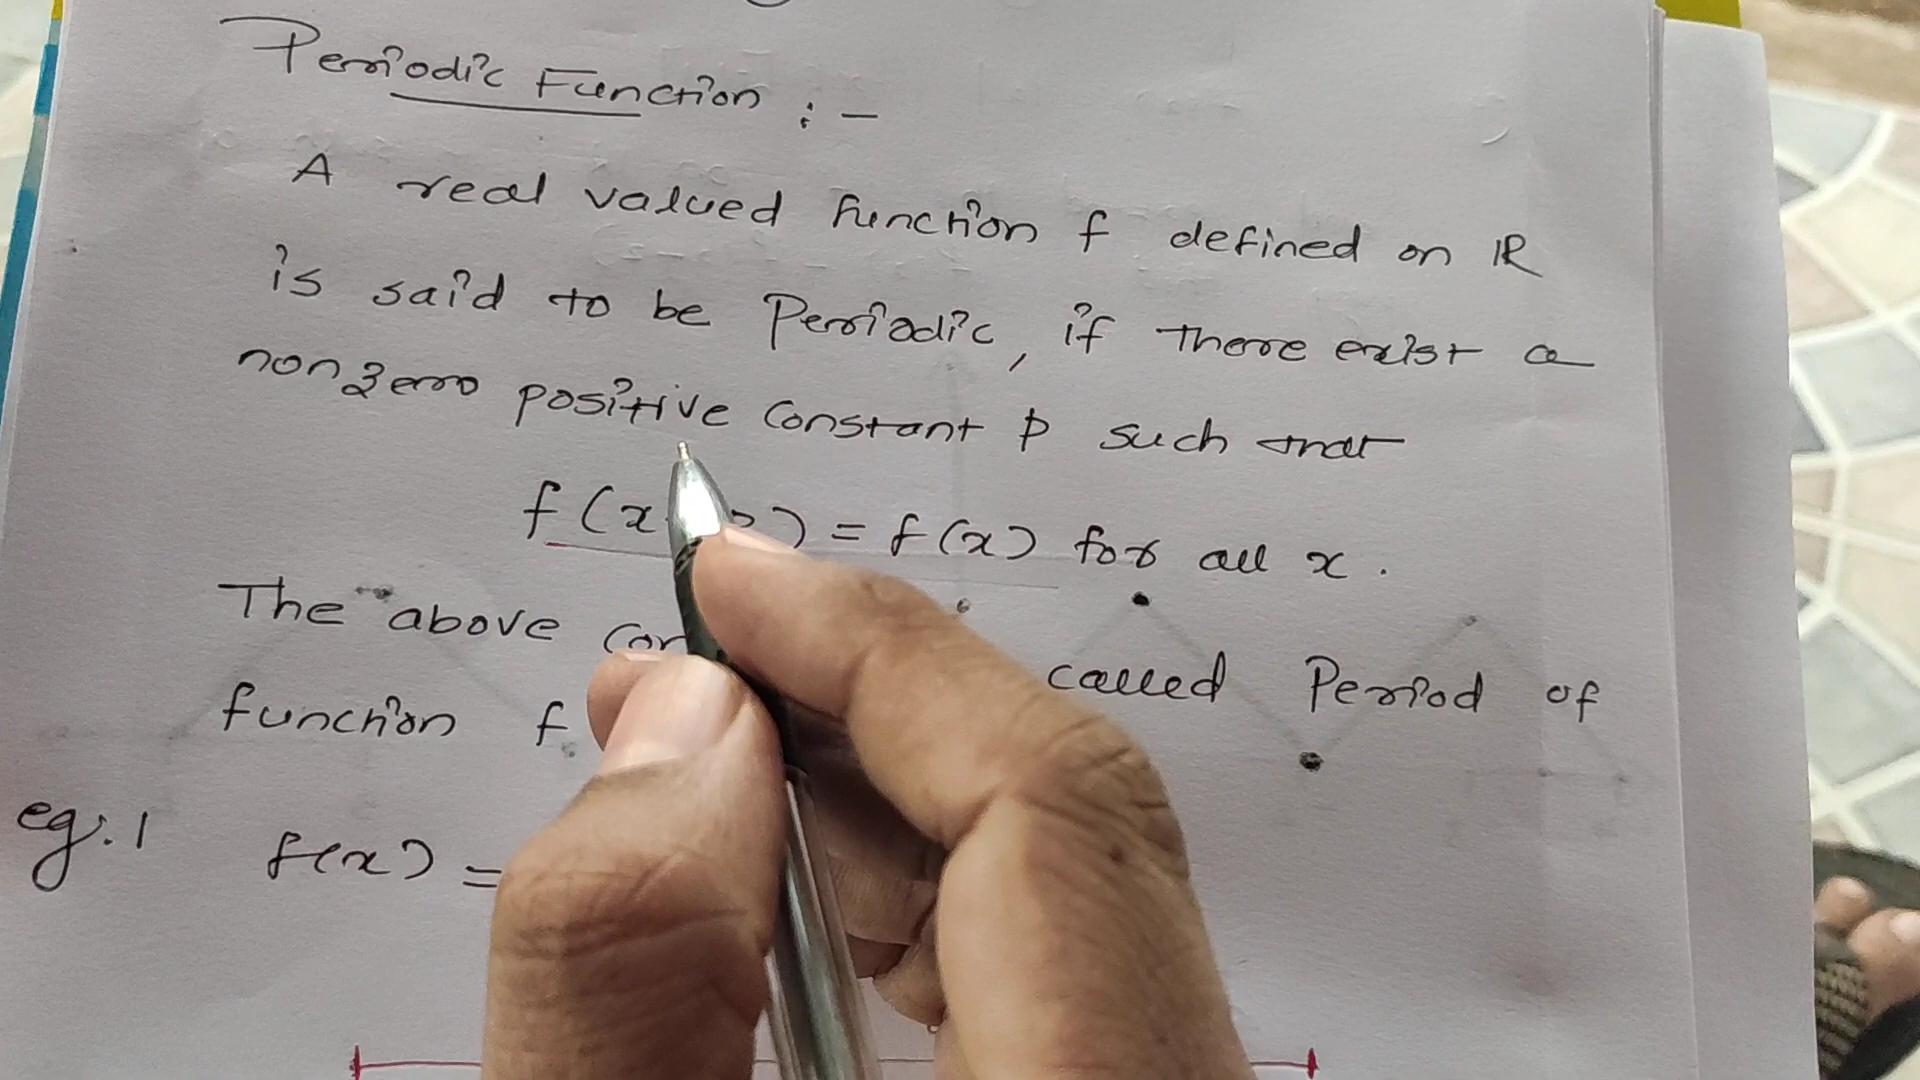 Periodic Function :-
A real valued function f defined on ℝ
is said to be Periodic, if there exist a
nonzero positive constant p such that
f(x ) = f(x) for all x.
The above called Period of
function f
eg:1 f(x) =